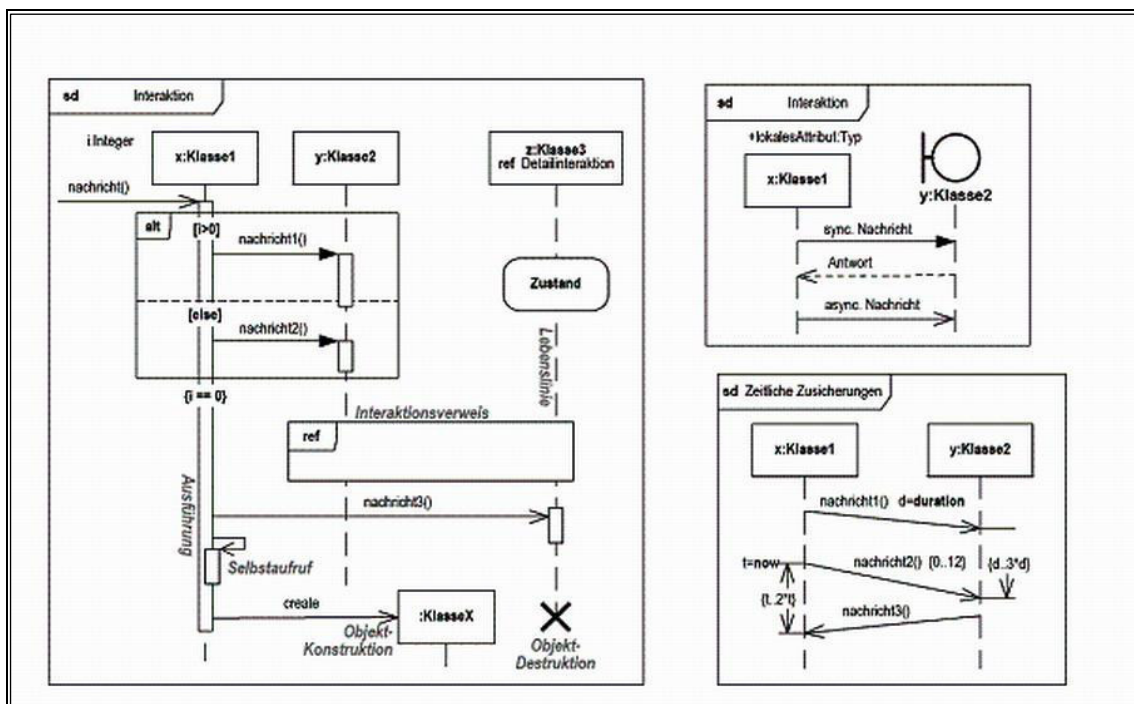 sd Interaktion
i:Integer
x:Klasse1
y:Klasse2
z:Klasse3
ref Detailinteraktion
nachricht()
alt
[i>0]
nachricht1()
Zustand
[else]
nachricht2()
Lebenslinie
{i == 0}
Interaktionsverweis
ref
Ausführung
nachricht3()
Selbstaufruf
create
:KlasseX
Objekt-
Konstruktion
Objekt-
Destruktion
sd Interaktion
+lokalesAttribut:Typ
x:Klasse1
y:Klasse2
sync. Nachricht
Antwort
async. Nachricht
sd Zeitliche Zusicherungen
x:Klasse1
y:Klasse2
nachricht1() d=duration
t=now
nachricht2() {0..12}
{d..3*d}
{t..2*t}
nachricht3()